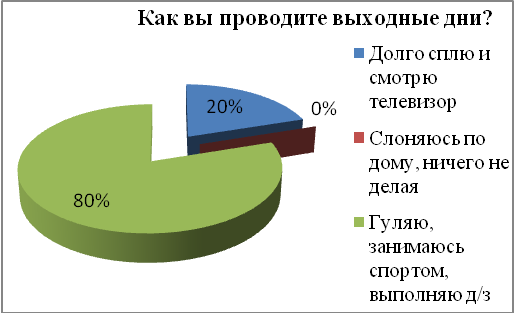 Как вы проводите выходные дни?
20%
0%
80%
Долго сплю и
смотрю
телевизор
Слоняюсь по
дому, ничего не
делая
Гуляю,
занимаюсь
спортом,
выполняю д/з